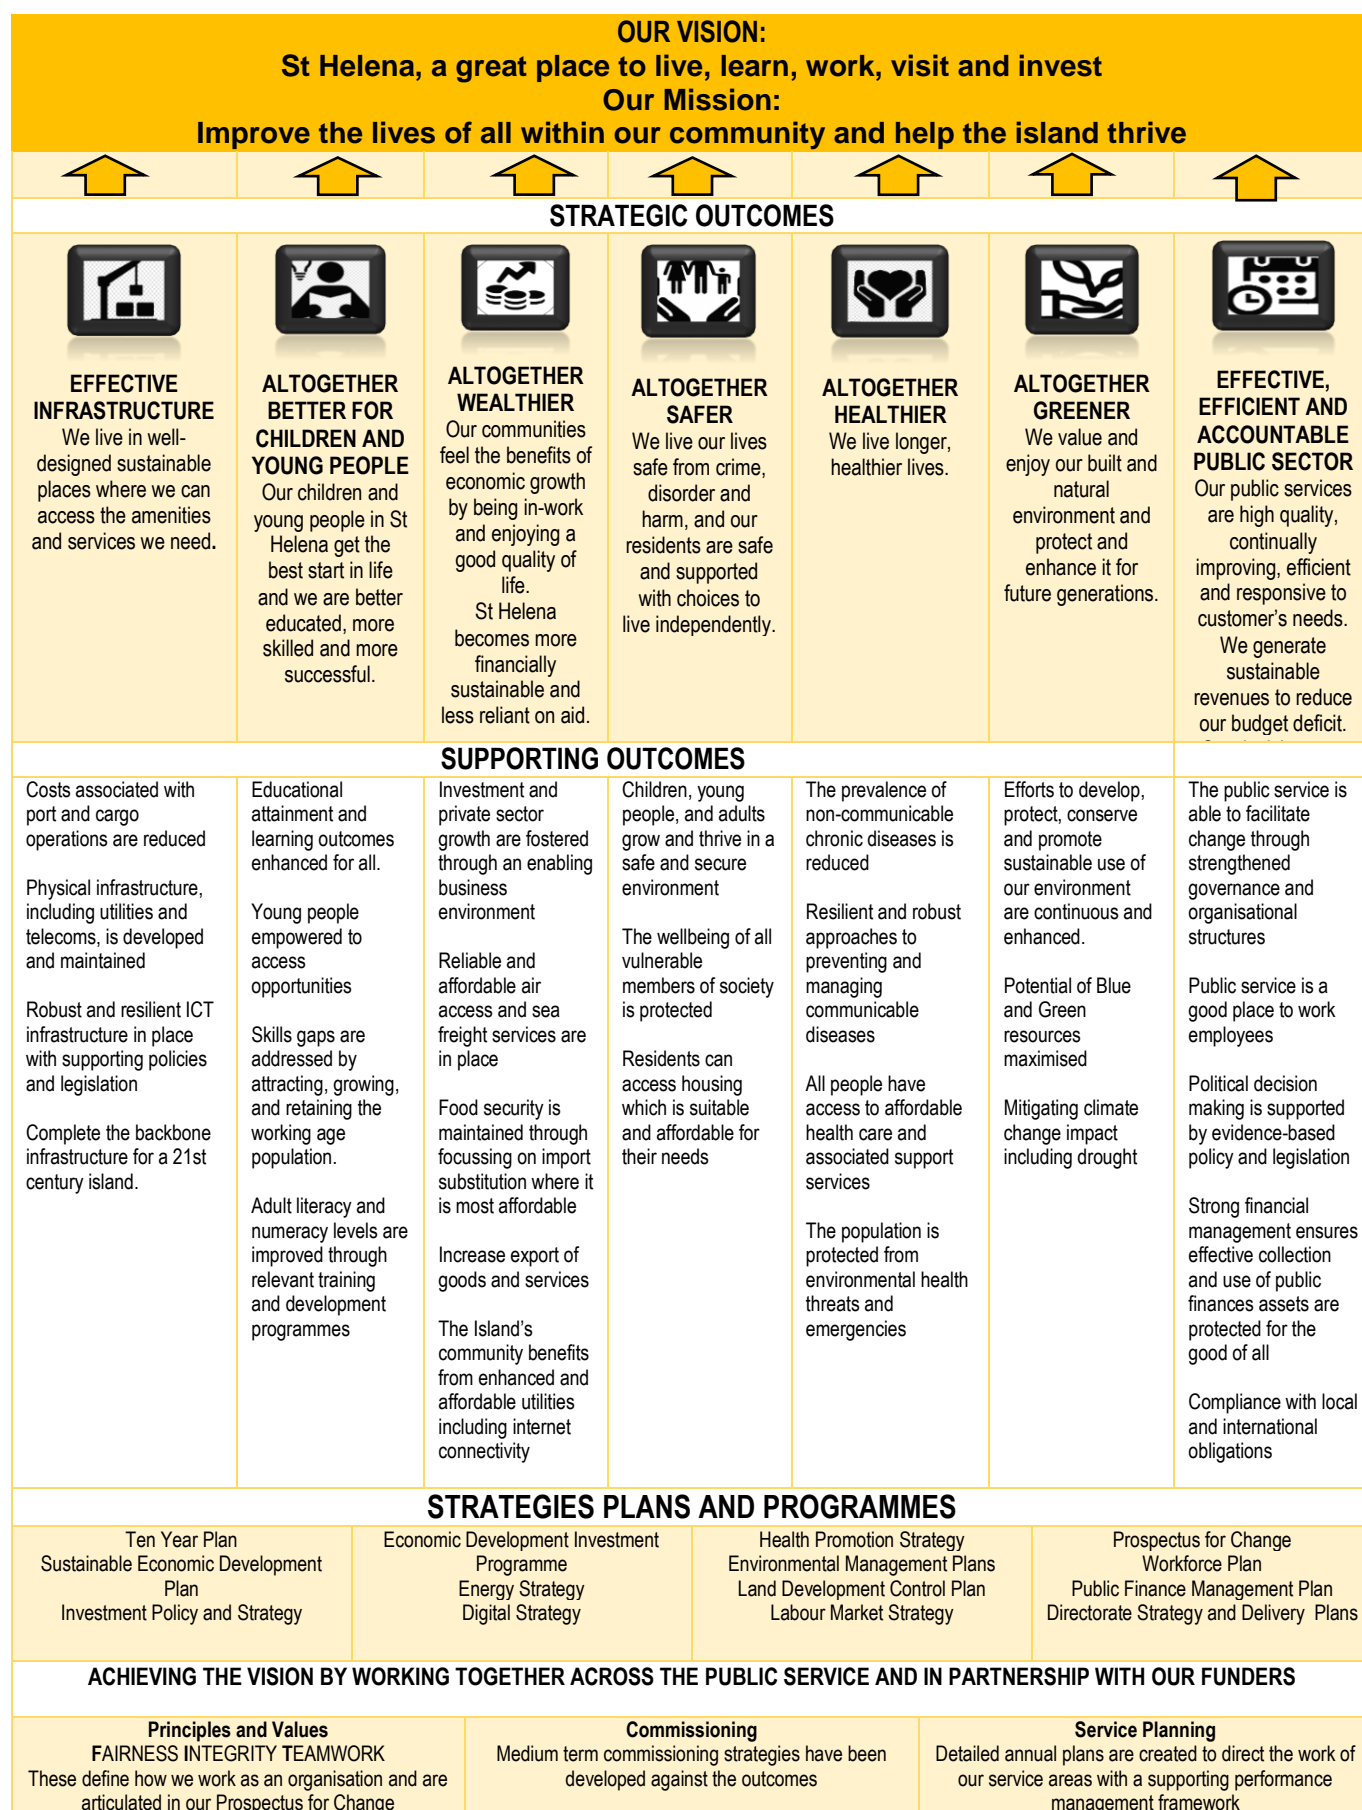 OUR VISION:
St Helena, a great place to live, learn, work, visit and invest
Our Mission:
Improve the lives of all within our community and help the island thrive
STRATEGIC OUTCOMES
EFFECTIVE
INFRASTRUCTURE
We live in well-
designed sustainable
places where we can
access the amenities
and services we need.
ALTOGETHER
BETTER FOR
CHILDREN AND
YOUNG PEOPLE
Our children and
young people in St
Helena get the
best start in life
and we are better
educated, more
skilled and more
successful.
ALTOGETHER
WEALTHIER
Our communities
feel the benefits of
economic growth
by being in-work
and enjoying a
good quality of
life.
St Helena
becomes more
financially
sustainable and
less reliant on aid.
ALTOGETHER
SAFER
We live our lives
safe from crime,
disorder and
harm, and our
residents are safe
and supported
with choices to
live independently.
ALTOGETHER
HEALTHIER
We live longer,
healthier lives.
ALTOGETHER
GREENER
We value and
enjoy our built and
natural
environment and
protect and
enhance it for
future generations.
EFFECTIVE,
EFFICIENT AND
ACCOUNTABLE
PUBLIC SECTOR
Our public services
are high quality,
continually
improving, efficient
and responsive to
customer's needs.
We generate
sustainable
revenues to reduce
our budget deficit.
SUPPORTING OUTCOMES
Costs associated with
port and cargo
operations are reduced
Physical infrastructure,
including utilities and
telecoms, is developed
and maintained
Robust and resilient ICT
infrastructure in place
with supporting policies
and legislation
Complete the backbone
infrastructure for a 21st
century island.
Educational
attainment and
learning outcomes
enhanced for all.
Young people
empowered to
access
opportunities
Skills gaps are
addressed by
attracting, growing,
and retaining the
working age
population.
Adult literacy and
numeracy levels are
improved through
relevant training
and development
programmes
Investment and
private sector
growth are fostered
through an enabling
business
environment
Reliable and
affordable air
access and sea
freight services are
in place
Food security is
maintained through
focussing on import
substitution where it
is most affordable
Increase export of
goods and services
The Island's
community benefits
from enhanced and
affordable utilities
including internet
connectivity
Children, young
people, and adults
grow and thrive in a
safe and secure
environment
The wellbeing of all
vulnerable
members of society
is protected
Residents can
access housing
which is suitable
and affordable for
their needs
The prevalence of
non-communicable
chronic diseases is
reduced
Resilient and robust
approaches to
preventing and
managing
communicable
diseases
All people have
access to affordable
health care and
associated support
services
The population is
protected from
environmental health
threats and
emergencies
Efforts to develop,
protect, conserve
and promote
sustainable use of
our environment
are continuous and
enhanced.
Potential of Blue
and Green
resources
maximised
Mitigating climate
change impact
including drought
The public service is
able to facilitate
change through
strengthened
governance and
organisational
structures
Public service is a
good place to work
employees
Political decision
making is supported
by evidence-based
policy and legislation
Strong financial
management ensures
effective collection
and use of public
finances assets are
protected for the
good of all
Compliance with local
and international
obligations
STRATEGIES PLANS AND PROGRAMMES
Ten Year Plan
Sustainable Economic Development
Plan
Investment Policy and Strategy
Economic Development Investment
Programme
Energy Strategy
Digital Strategy
Health Promotion Strategy
Environmental Management Plans
Land Development Control Plan
Labour Market Strategy
Prospectus for Change
Workforce Plan
Public Finance Management Plan
Directorate Strategy and Delivery Plans
ACHIEVING THE VISION BY WORKING TOGETHER ACROSS THE PUBLIC SERVICE AND IN PARTNERSHIP WITH OUR FUNDERS
Principles and Values
FAIRNESS INTEGRITY TEAMWORK
These define how we work as an organisation and are
articulated in our Prospectus for Change
Commissioning
Medium term commissioning strategies have been
developed against the outcomes
Service Planning
Detailed annual plans are created to direct the work of
our service areas with a supporting performance
management framework